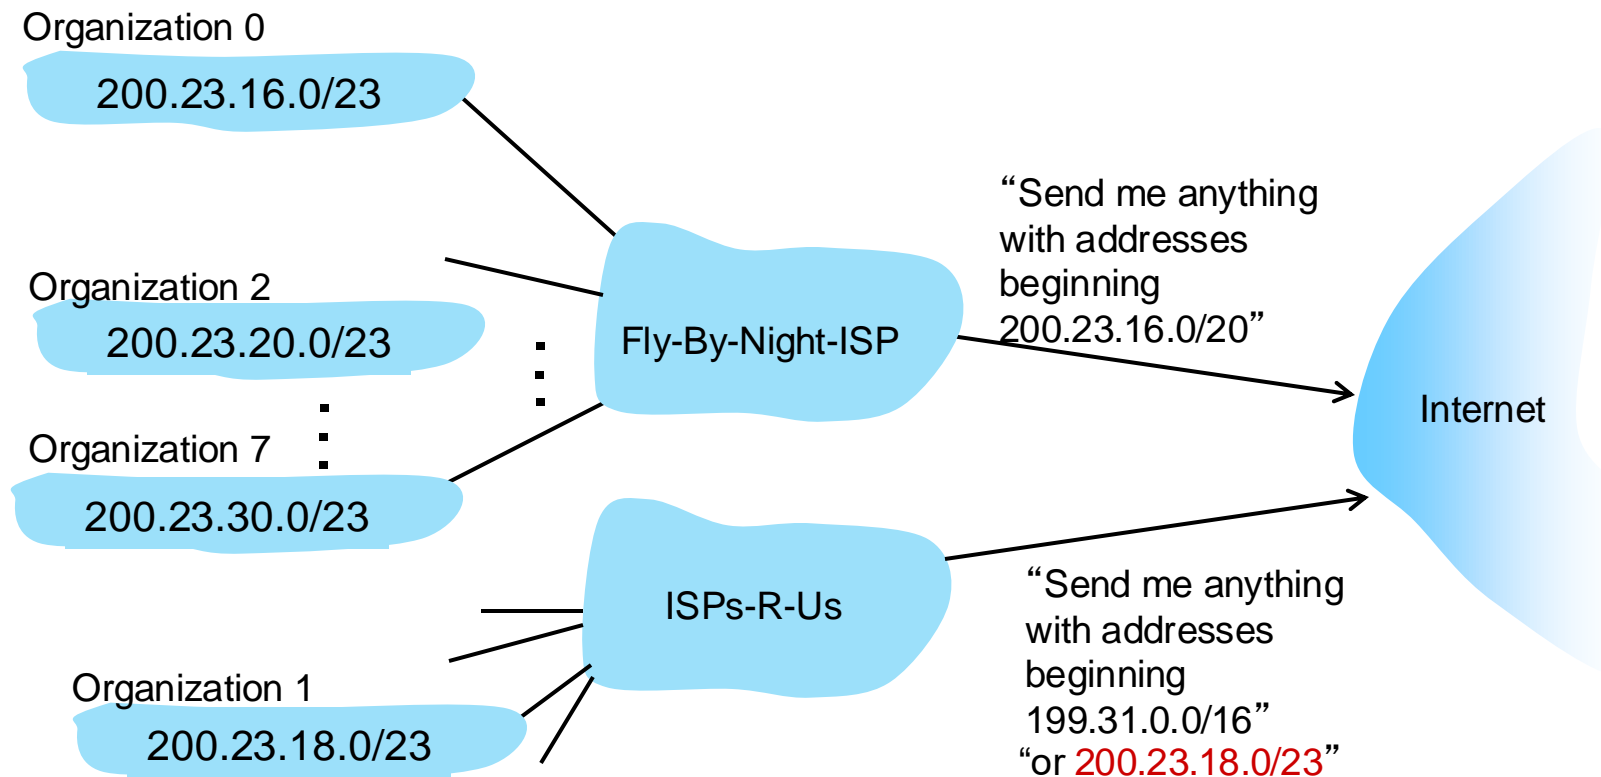 Organization 0
200.23.16.0/23
Organization 2
200.23.20.0/23
Organization 7
200.23.30.0/23
Organization 1
200.23.18.0/23
Fly-By-Night-ISP
ISPs-R-Us
“Send me anything
with addresses
beginning
200.23.16.0/20”
“Send me anything
with addresses
beginning
199.31.0.0/16”
“or 200.23.18.0/23”
Internet